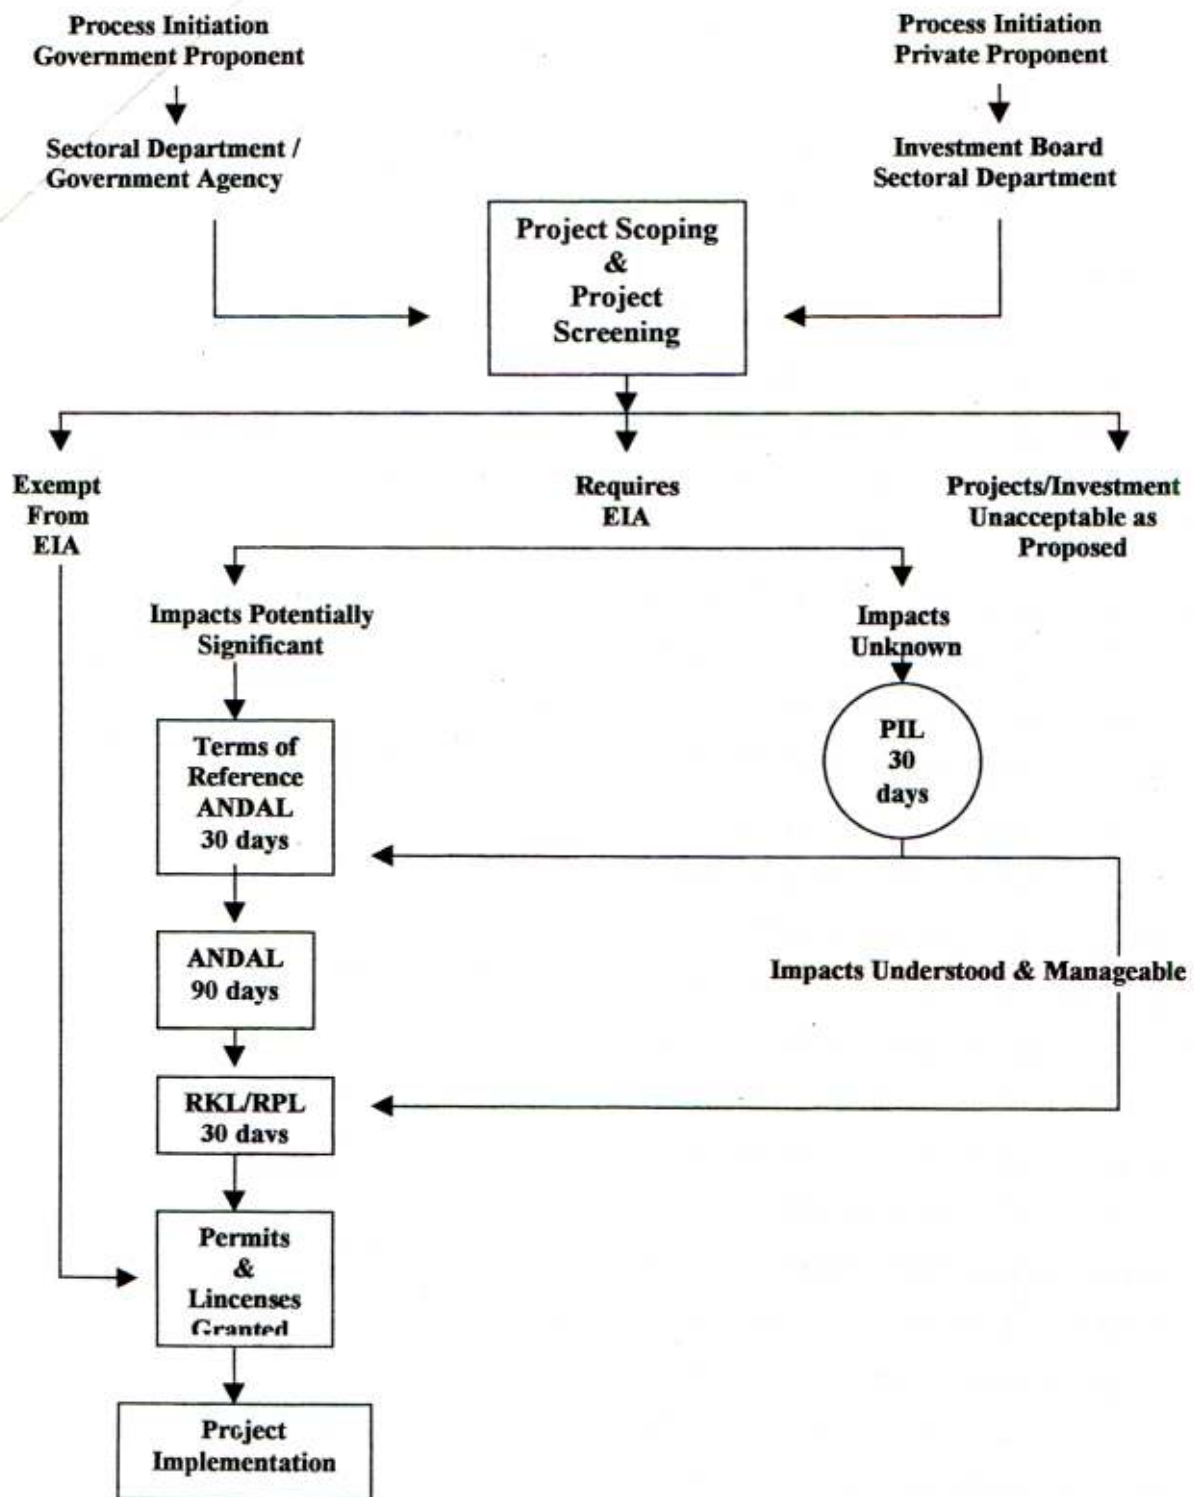 Process Initiation
Government Proponent
Process Initiation
Private Proponent
Sectoral Department /
Government Agency
Investment Board
Sectoral Department
Project Scoping
&
Project
Screening
Exempt
From
EIA
Requires
EIA
Projects/Investment
Unacceptable as
Proposed
Impacts Potentially
Significant
Impacts
Unknown
Terms of
Reference
ANDAL
30 days
PIL
30
days
ANDAL
90 days
Impacts Understood & Manageable
RKL/RPL
30 days
Permits
&
Lincenses
Granted
Project
Implementation